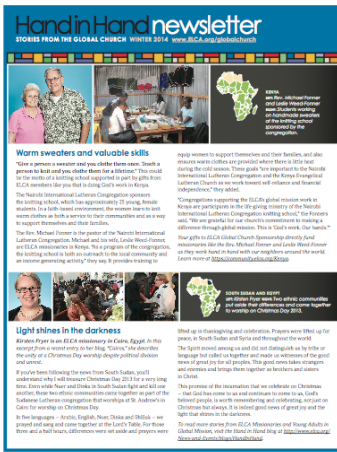 Hand in Hand newsletter
STORIES FROM THE GLOBAL CHURCH WINTER 2014 www.ELCA.org/globalchurch
KENYA
Rev. Michael Fonner
and Leslie Weed-Fonner
Students working
on handmade sweaters
at the knitting school
sponsored by the
congregation.
Warm sweaters and valuable skills
"Give a person a sweater and you clothe them once. Teach a
person to knit and you clothe them for a lifetime." This could
be the motto of a knitting school supported in part by gifts from
ELCA members like you that is doing God's work in Kenya.
The Nairobi International Lutheran Congregation sponsors
the knitting school, which has approximately 25 young, female
students. In a faith-based environment, the women learn to knit
warm clothes as both a service to their communities and as a way
to support themselves and their families.
The Rev. Michael Fonner is the pastor of the Nairobi International
Lutheran Congregation. Michael and his wife, Leslie Weed-Fonner,
are ELCA missionaries in Kenya. "As a program of the congregation,
the knitting school is both an outreach to the local community and
an income generating activity," they say. It provides training to
equip women to support themselves and their families, and also
ensures warm clothes are provided where there is little heat
during the cold season. These goals "are important to the Nairobi
International Lutheran Congregation and the Kenya Evangelical
Lutheran Church as we work toward self-reliance and financial
independence," they added.
"Congregations supporting the ELCA's global mission work in
Kenya are participants in the life-giving ministry of the Nairobi
International Lutheran Congregation knitting school," the Fonners
said. "We are grateful for our church's commitment to making a
difference through global mission. This is 'God's work. Our hands.'"
Your gifts to ELCA Global Church Sponsorship directly fund
missionaries like the Rev. Michael Fonner and Leslie Weed-Fonner
as they work hand in hand with our neighbors around the world.
Learn more at
SOUTH SUDAN AND EGYPT
Kirsten Fryer Two ethnic communities
put aside their differences and come together
to worship on Christmas Day 2013.
Light shines in the darkness
Kirsten Fryer is an ELCA missionary in Cairo, Egypt. In this
excerpt from a recent entry to her blog, "Cairns," she describes
the unity of a Christmas Day worship despite political division
and unrest.
If you've been following the news from South Sudan, you'll
understand why I will treasure Christmas Day 2013 for a very long
time. Even while Nuer and Dinka in South Sudan fight and kill one
another, these two ethnic communities came together as part of the
Sudanese Lutheran congregation that worships at St. Andrew's in
Cairo for worship on Christmas Day.
In five languages – Arabic, English, Nuer, Dinka and Shilluk – we
prayed and sang and came together at the Lord's Table. For those
three and a half hours, differences were set aside and prayers were
lifted up in thanksgiving and celebration. Prayers were lifted up for
peace, in South Sudan and Syria and throughout the world.
The Spirit moved among us and did not distinguish us by tribe or
language but called us together and made us witnesses of the good
news of great joy for all peoples. This good news takes strangers
and enemies and brings them together as brothers and sisters
in Christ.
This promise of the incarnation that we celebrate on Christmas
– that God has come to us and continues to come to us, God's
beloved people, is worth remembering and celebrating, not just on
Christmas but always. It is indeed good news of great joy and the
light that shines in the darkness.
To read more stories from ELCA Missionaries and Young Adults in
Global Mission, visit the Hand in Hand blog at http://www.elca.org/
News-and-Events/blogs/HandInHand.